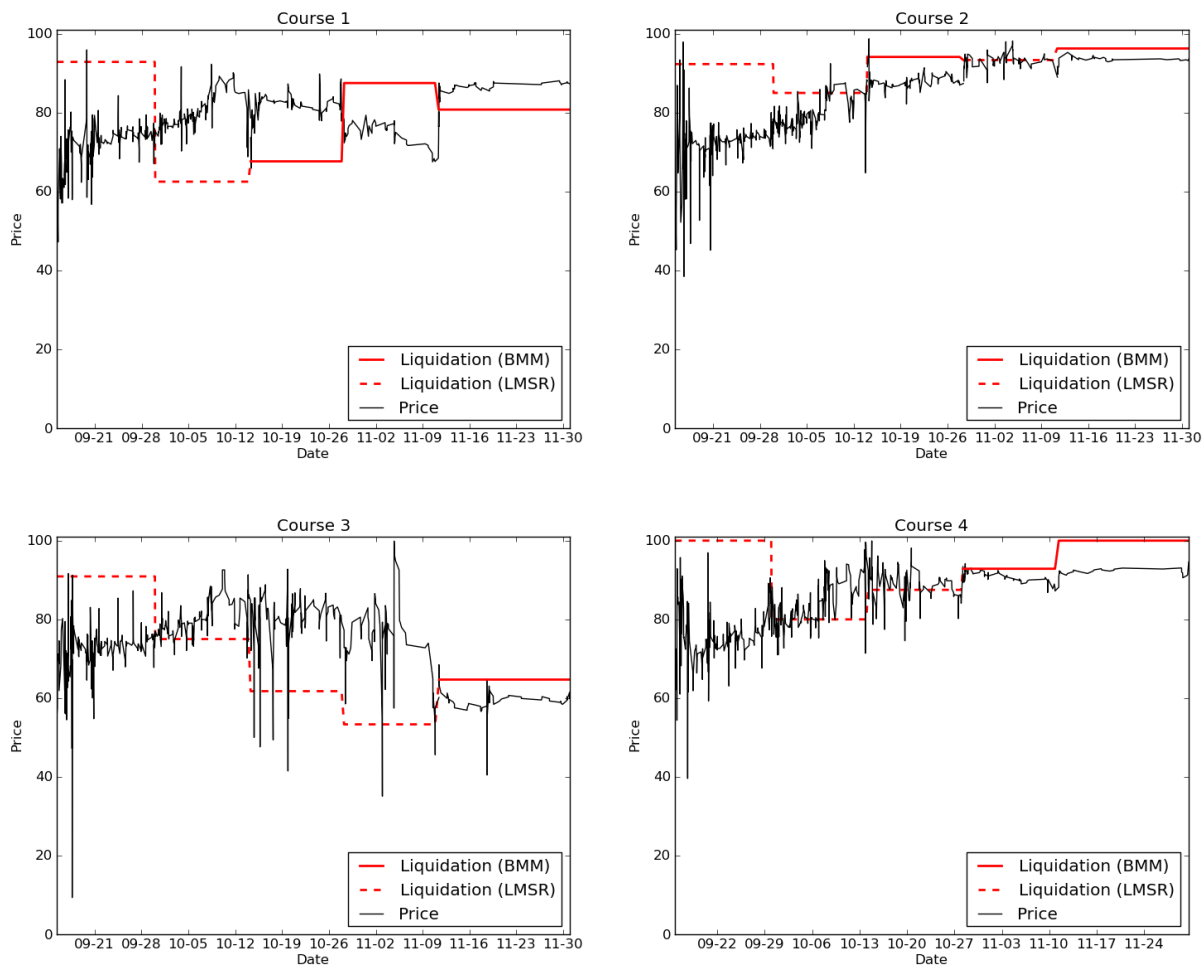 Course 1
100
80
60
40
20
0
Price
Liquidation (BMM)
Liquidation (LMSR)
Price
09-21 09-28 10-05 10-12 10-19 10-26 11-02 11-09 11-16 11-23 11-30
Date
Course 2
100
80
60
40
20
0
Price
Liquidation (BMM)
Liquidation (LMSR)
Price
09-21 09-28 10-05 10-12 10-19 10-26 11-02 11-09 11-16 11-23 11-30
Date
Course 3
100
80
60
40
20
0
Price
Liquidation (BMM)
Liquidation (LMSR)
Price
09-21 09-28 10-05 10-12 10-19 10-26 11-02 11-09 11-16 11-23 11-30
Date
Course 4
100
80
60
40
20
0
Price
Liquidation (BMM)
Liquidation (LMSR)
Price
09-22 09-29 10-06 10-13 10-20 10-27 11-03 11-10 11-17 11-24
Date